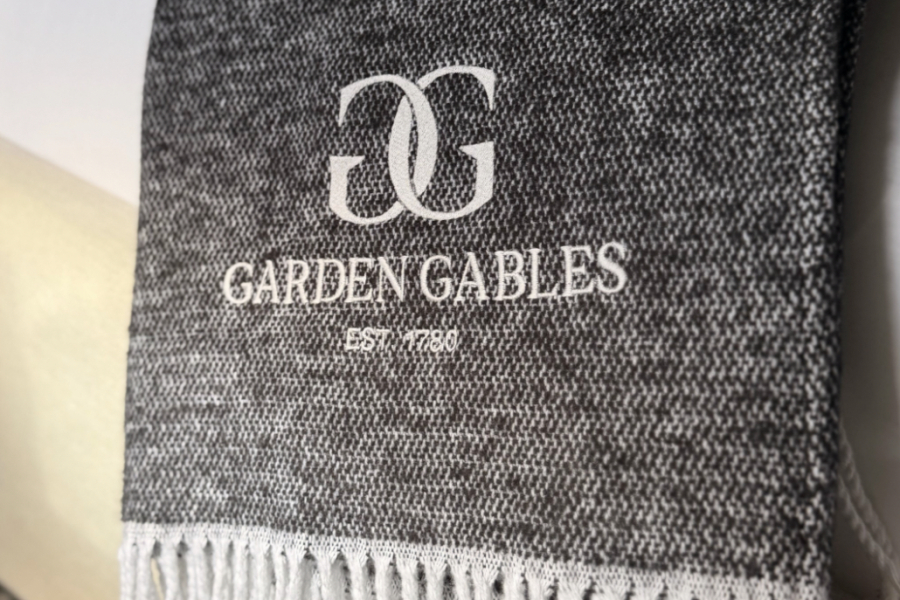 GG
GARDEN GABLES
EST. 1780